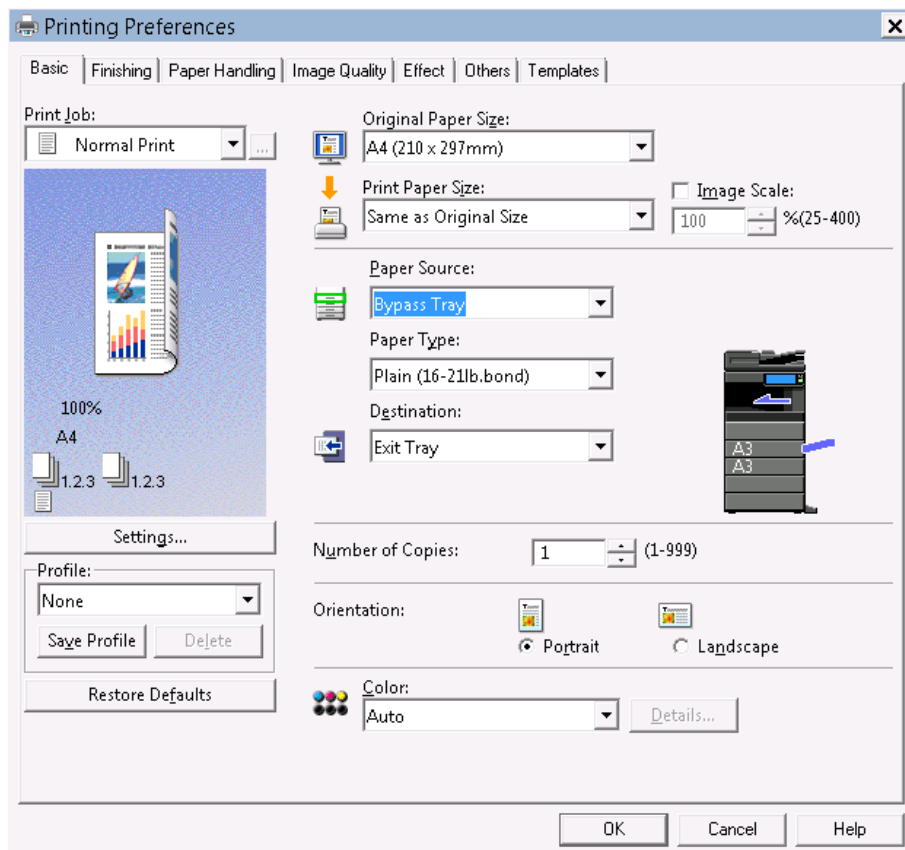 Printing Preferences
Basic Finishing Paper Handling Image Quality Effect Others Templates
Print Job:
Normal Print ...
100%
A4
1.2.3 1.2.3
Settings...
Profile:
None
Save Profile Delete
Restore Defaults
Original Paper Size:
A4 (210 x 297mm)
Print Paper Size:
Same as Original Size
Image Scale:
100 %(25-400)
Paper Source:
Bypass Tray
Paper Type:
Plain (16-21lb.bond)
Destination:
Exit Tray
A3
A3
Number of Copies: 1 (1-999)
Orientation:
Portrait Landscape
Color:
Auto Details...
OK Cancel Help